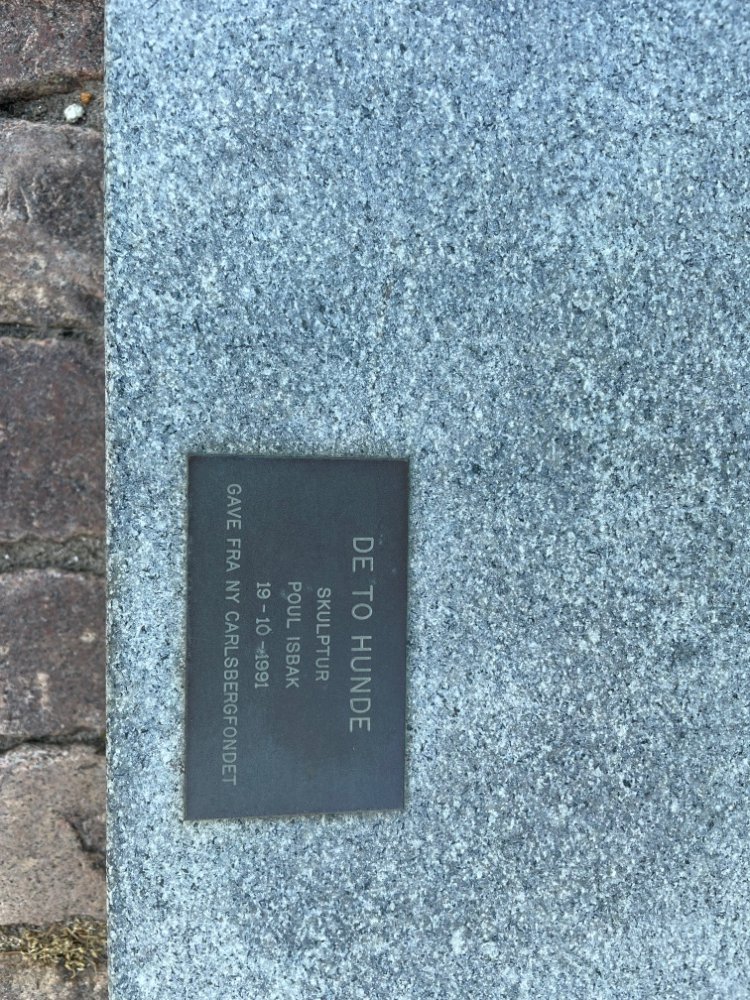 DE TO HUNDE
SKULPTUR
POUL ISBAK
19-10-1991
GAVE FRA NY CARLSBERGFONDET